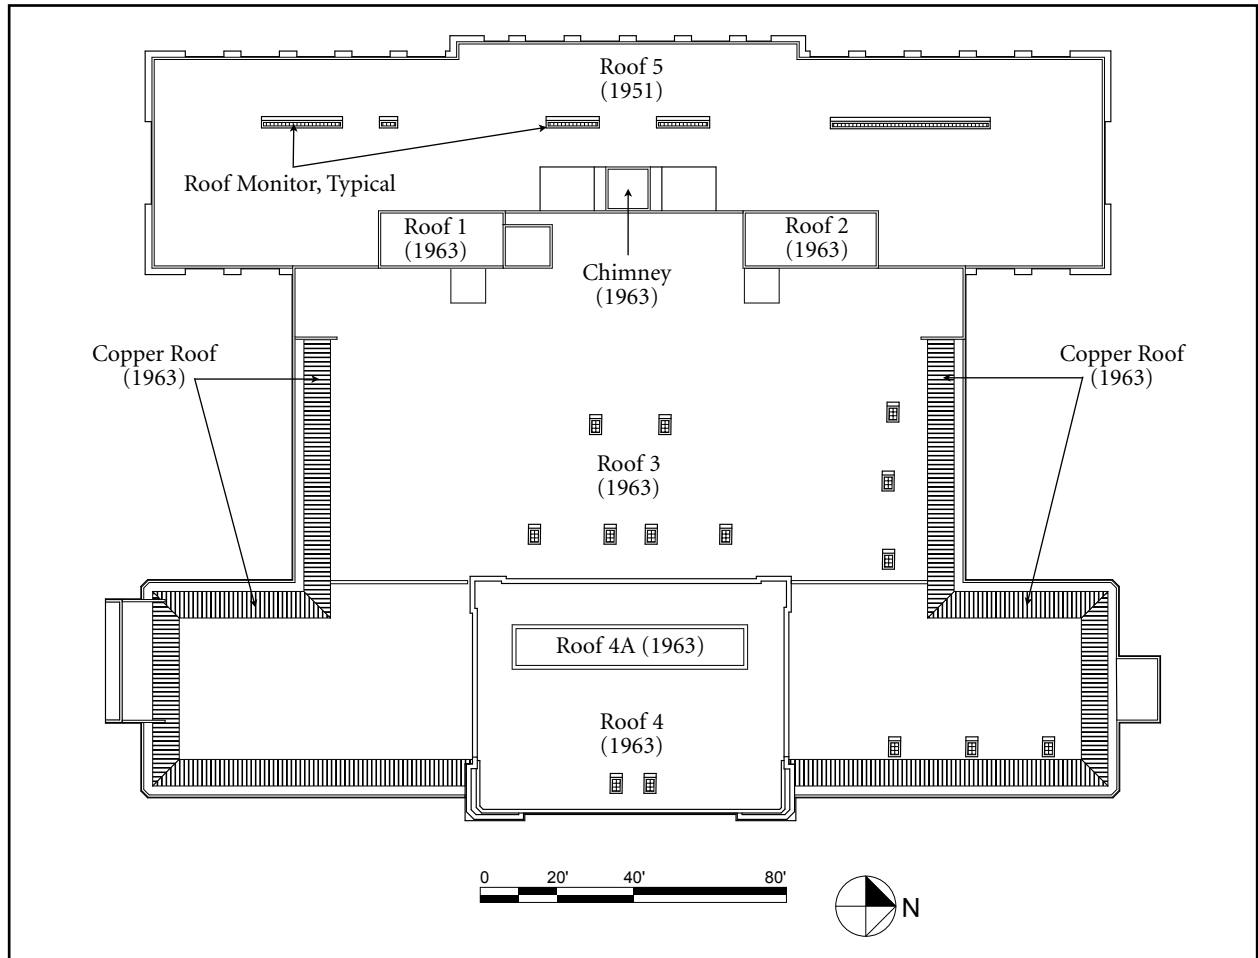 Roof 5
(1951)
Roof Monitor, Typical
Roof 1
(1963)
Roof 2
(1963)
Chimney
(1963)
Copper Roof
(1963)
Copper Roof
(1963)
Roof 3
(1963)
Roof 4A (1963)
Roof 4
(1963)
0 20' 40' 80'
N